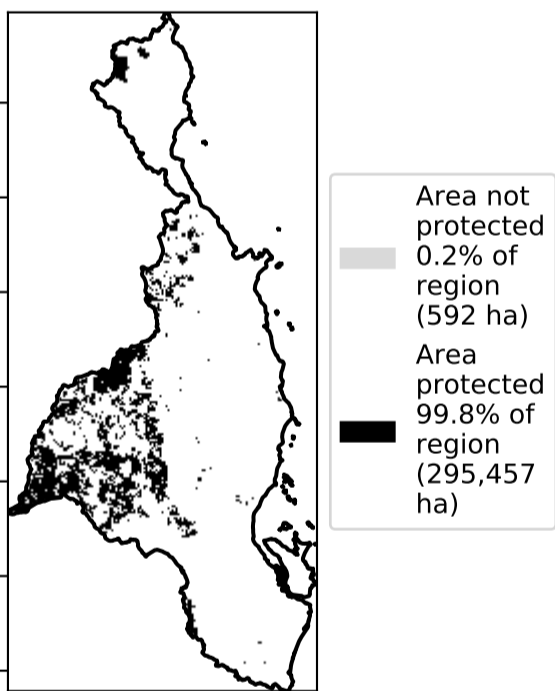 Area not
protected
0.2% of
region
(592 ha)
Area
protected
99.8% of
region
(295,457
ha)